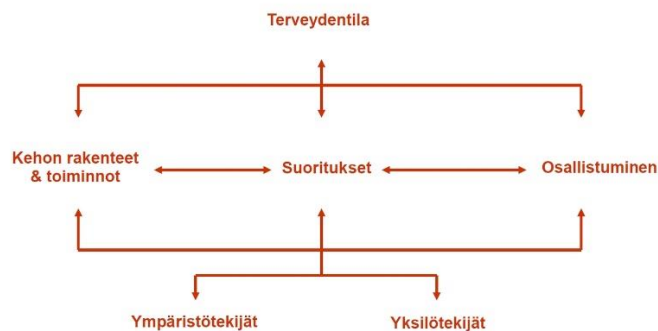 Terveydentila
Kehon rakenteet
& toiminnot
Suoritukset
Osallistuminen
Ympäristötekijät
Yksilötekijät